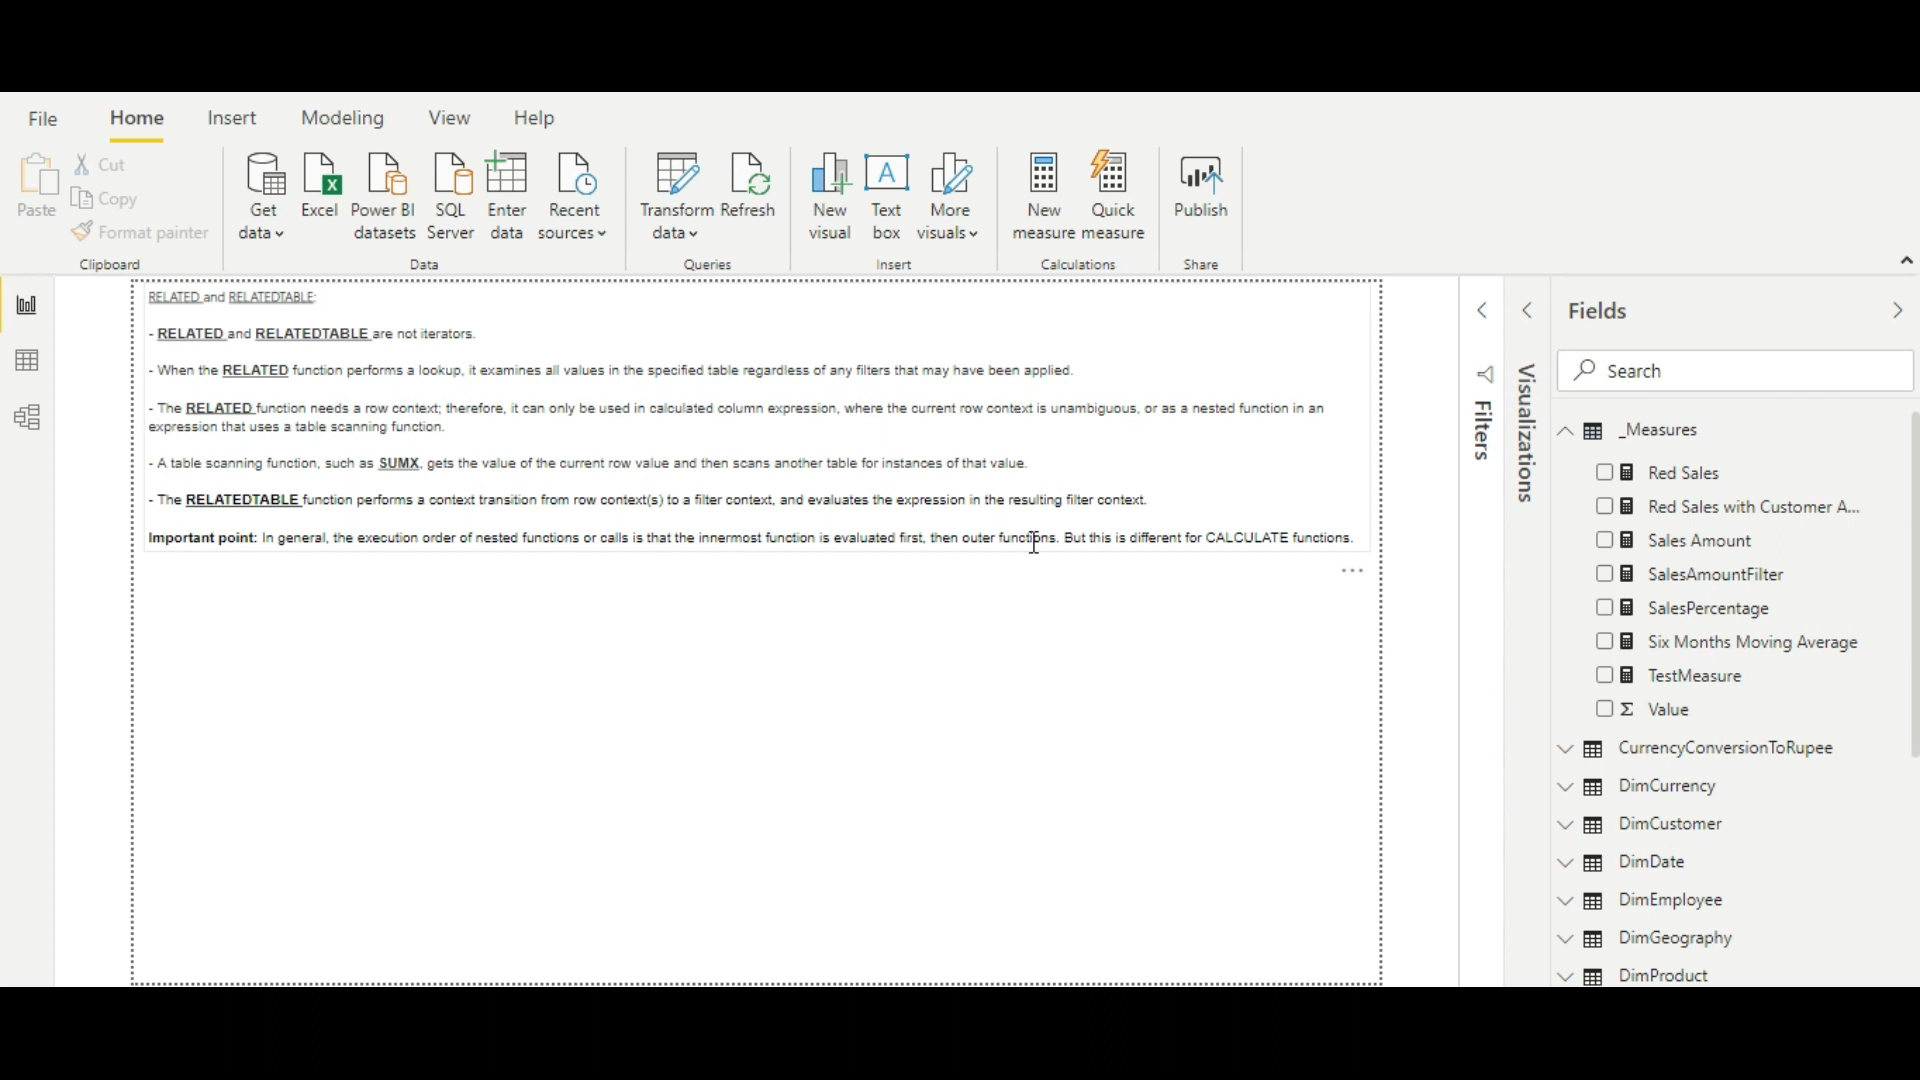 File Home Insert Modeling View Help
Paste
Cut
Copy
Format painter
Clipboard
Get data
Excel
Power BI datasets
SQL Server
Enter data
Recent sources
Data
Transform data
Refresh
Queries
New visual
Text box
More visuals
Insert
New measure
Quick measure
Calculations
Publish
Share
RELATED and RELATEDTABLE:
- RELATED and RELATEDTABLE are not iterators.
- When the RELATED function performs a lookup, it examines all values in the specified table regardless of any filters that may have been applied.
- The RELATED function needs a row context; therefore, it can only be used in calculated column expression, where the current row context is unambiguous, or as a nested function in an
expression that uses a table scanning function.
- A table scanning function, such as SUMX, gets the value of the current row value and then scans another table for instances of that value.
- The RELATEDTABLE function performs a context transition from row context(s) to a filter context, and evaluates the expression in the resulting filter context.
Important point: In general, the execution order of nested functions or calls is that the innermost function is evaluated first, then outer functions. But this is different for CALCULATE functions.
Filters
Visualizations
Fields
Search
_Measures
Red Sales
Red Sales with Customer A...
Sales Amount
SalesAmountFilter
SalesPercentage
Six Months Moving Average
TestMeasure
Σ Value
CurrencyConversionToRupee
DimCurrency
DimCustomer
DimDate
DimEmployee
DimGeography
DimProduct